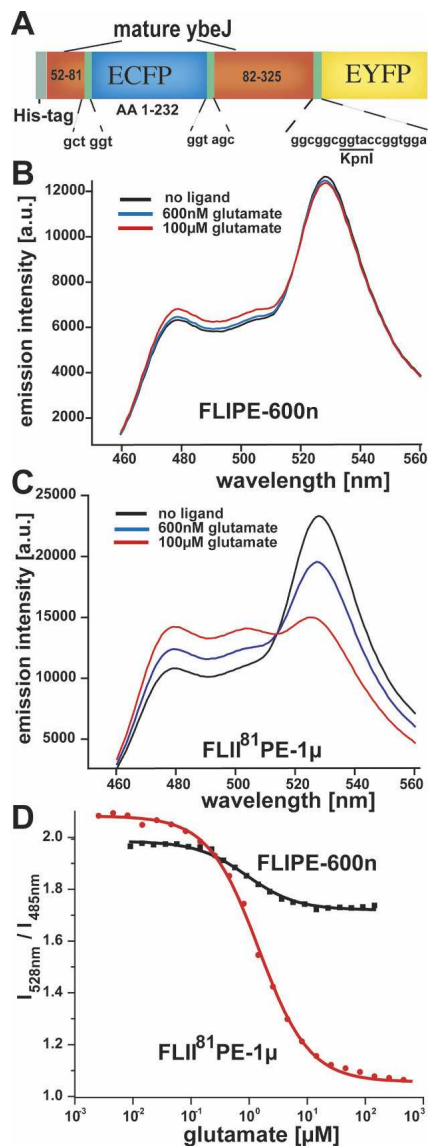 A
mature ybeJ
52-81 ECFP 82-325 EYFP
His-tag AA 1-232
gct ggt ggt agc ggcggcggtaccggtgga
KpnI
B
no ligand
600nM glutamate
100µM glutamate
12000
10000
8000
6000
4000
2000
emission intensity [a.u.]
FLIPE-600n
460 480 500 520 540 560
wavelength [nm]
C
no ligand
600nM glutamate
100µM glutamate
25000
20000
15000
10000
5000
emission intensity [a.u.]
460 480 500 520 540 560
wavelength [nm]
FLII⁸¹PE-1µ
D
2.0
1.8
1.6
1.4
1.2
1.0
I528nm / I485nm
FLIPE-600n
FLII⁸¹PE-1µ
10⁻³ 10⁻² 10⁻¹ 10⁰ 10¹ 10² 10³
glutamate [µM]